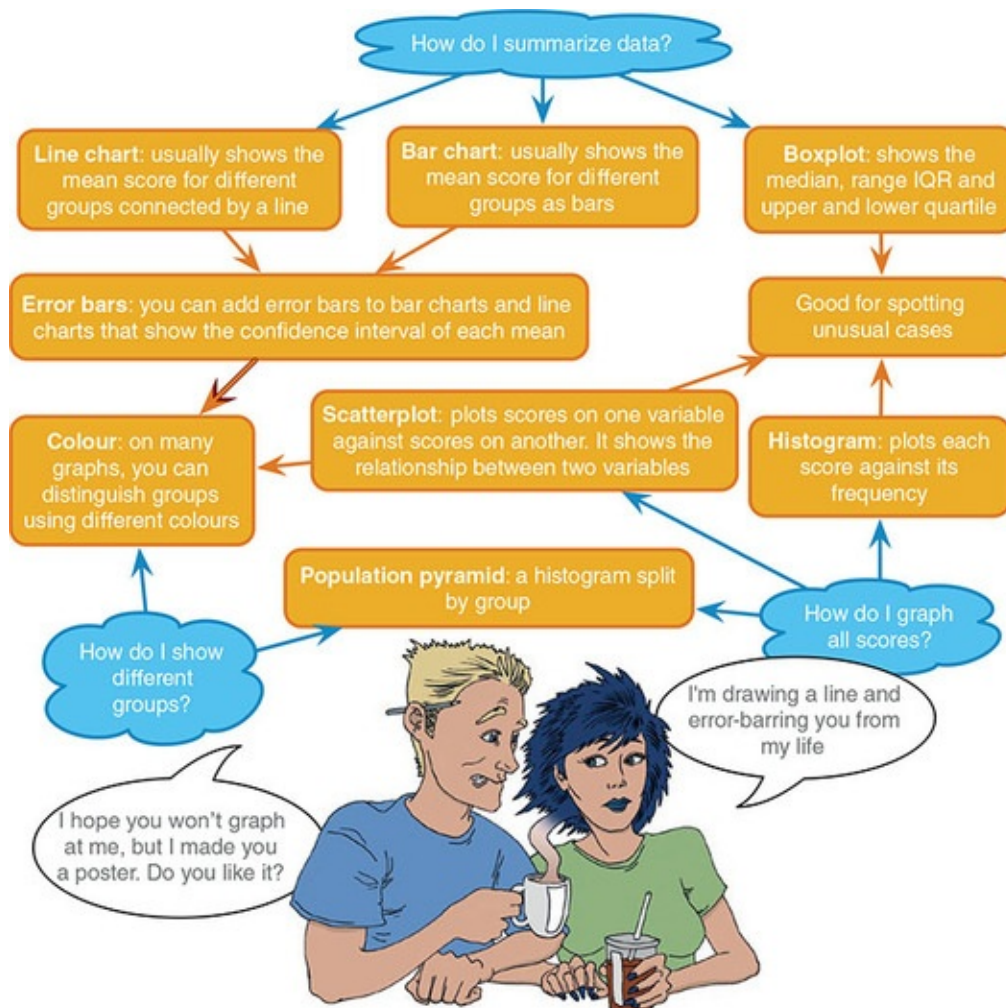 How do I summarize data?
Line chart: usually shows the
mean score for different
groups connected by a line
Bar chart: usually shows the
mean score for different
groups as bars
Boxplot: shows the
median, range IQR and
upper and lower quartile
Error bars: you can add error bars to bar charts and line
charts that show the confidence interval of each mean
Good for spotting
unusual cases
Colour: on many
graphs, you can
distinguish groups
using different colours
Scatterplot: plots scores on one variable
against scores on another. It shows the
relationship between two variables
Histogram: plots each
score against its
frequency
Population pyramid: a histogram split
by group
How do I show
different
groups?
How do I graph
all scores?
I'm drawing a line and
error-barring you from
my life
I hope you won't graph
at me, but I made you
a poster. Do you like it?